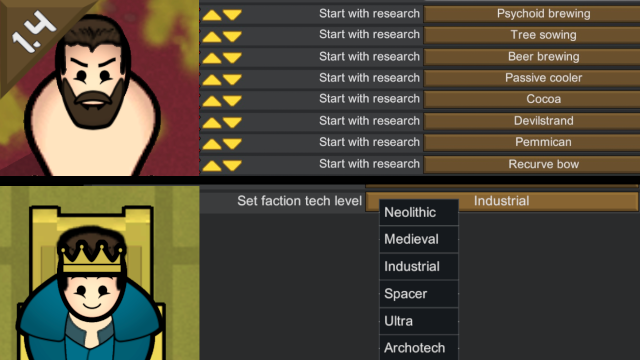 1.4
Start with research Psychoid brewing
Start with research Tree sowing
Start with research Beer brewing
Start with research Passive cooler
Start with research Cocoa
Start with research Devilstrand
Start with research Pemmican
Start with research Recurve bow
Set faction tech level Industrial
Neolithic
Medieval
Industrial
Spacer
Ultra
Archotech